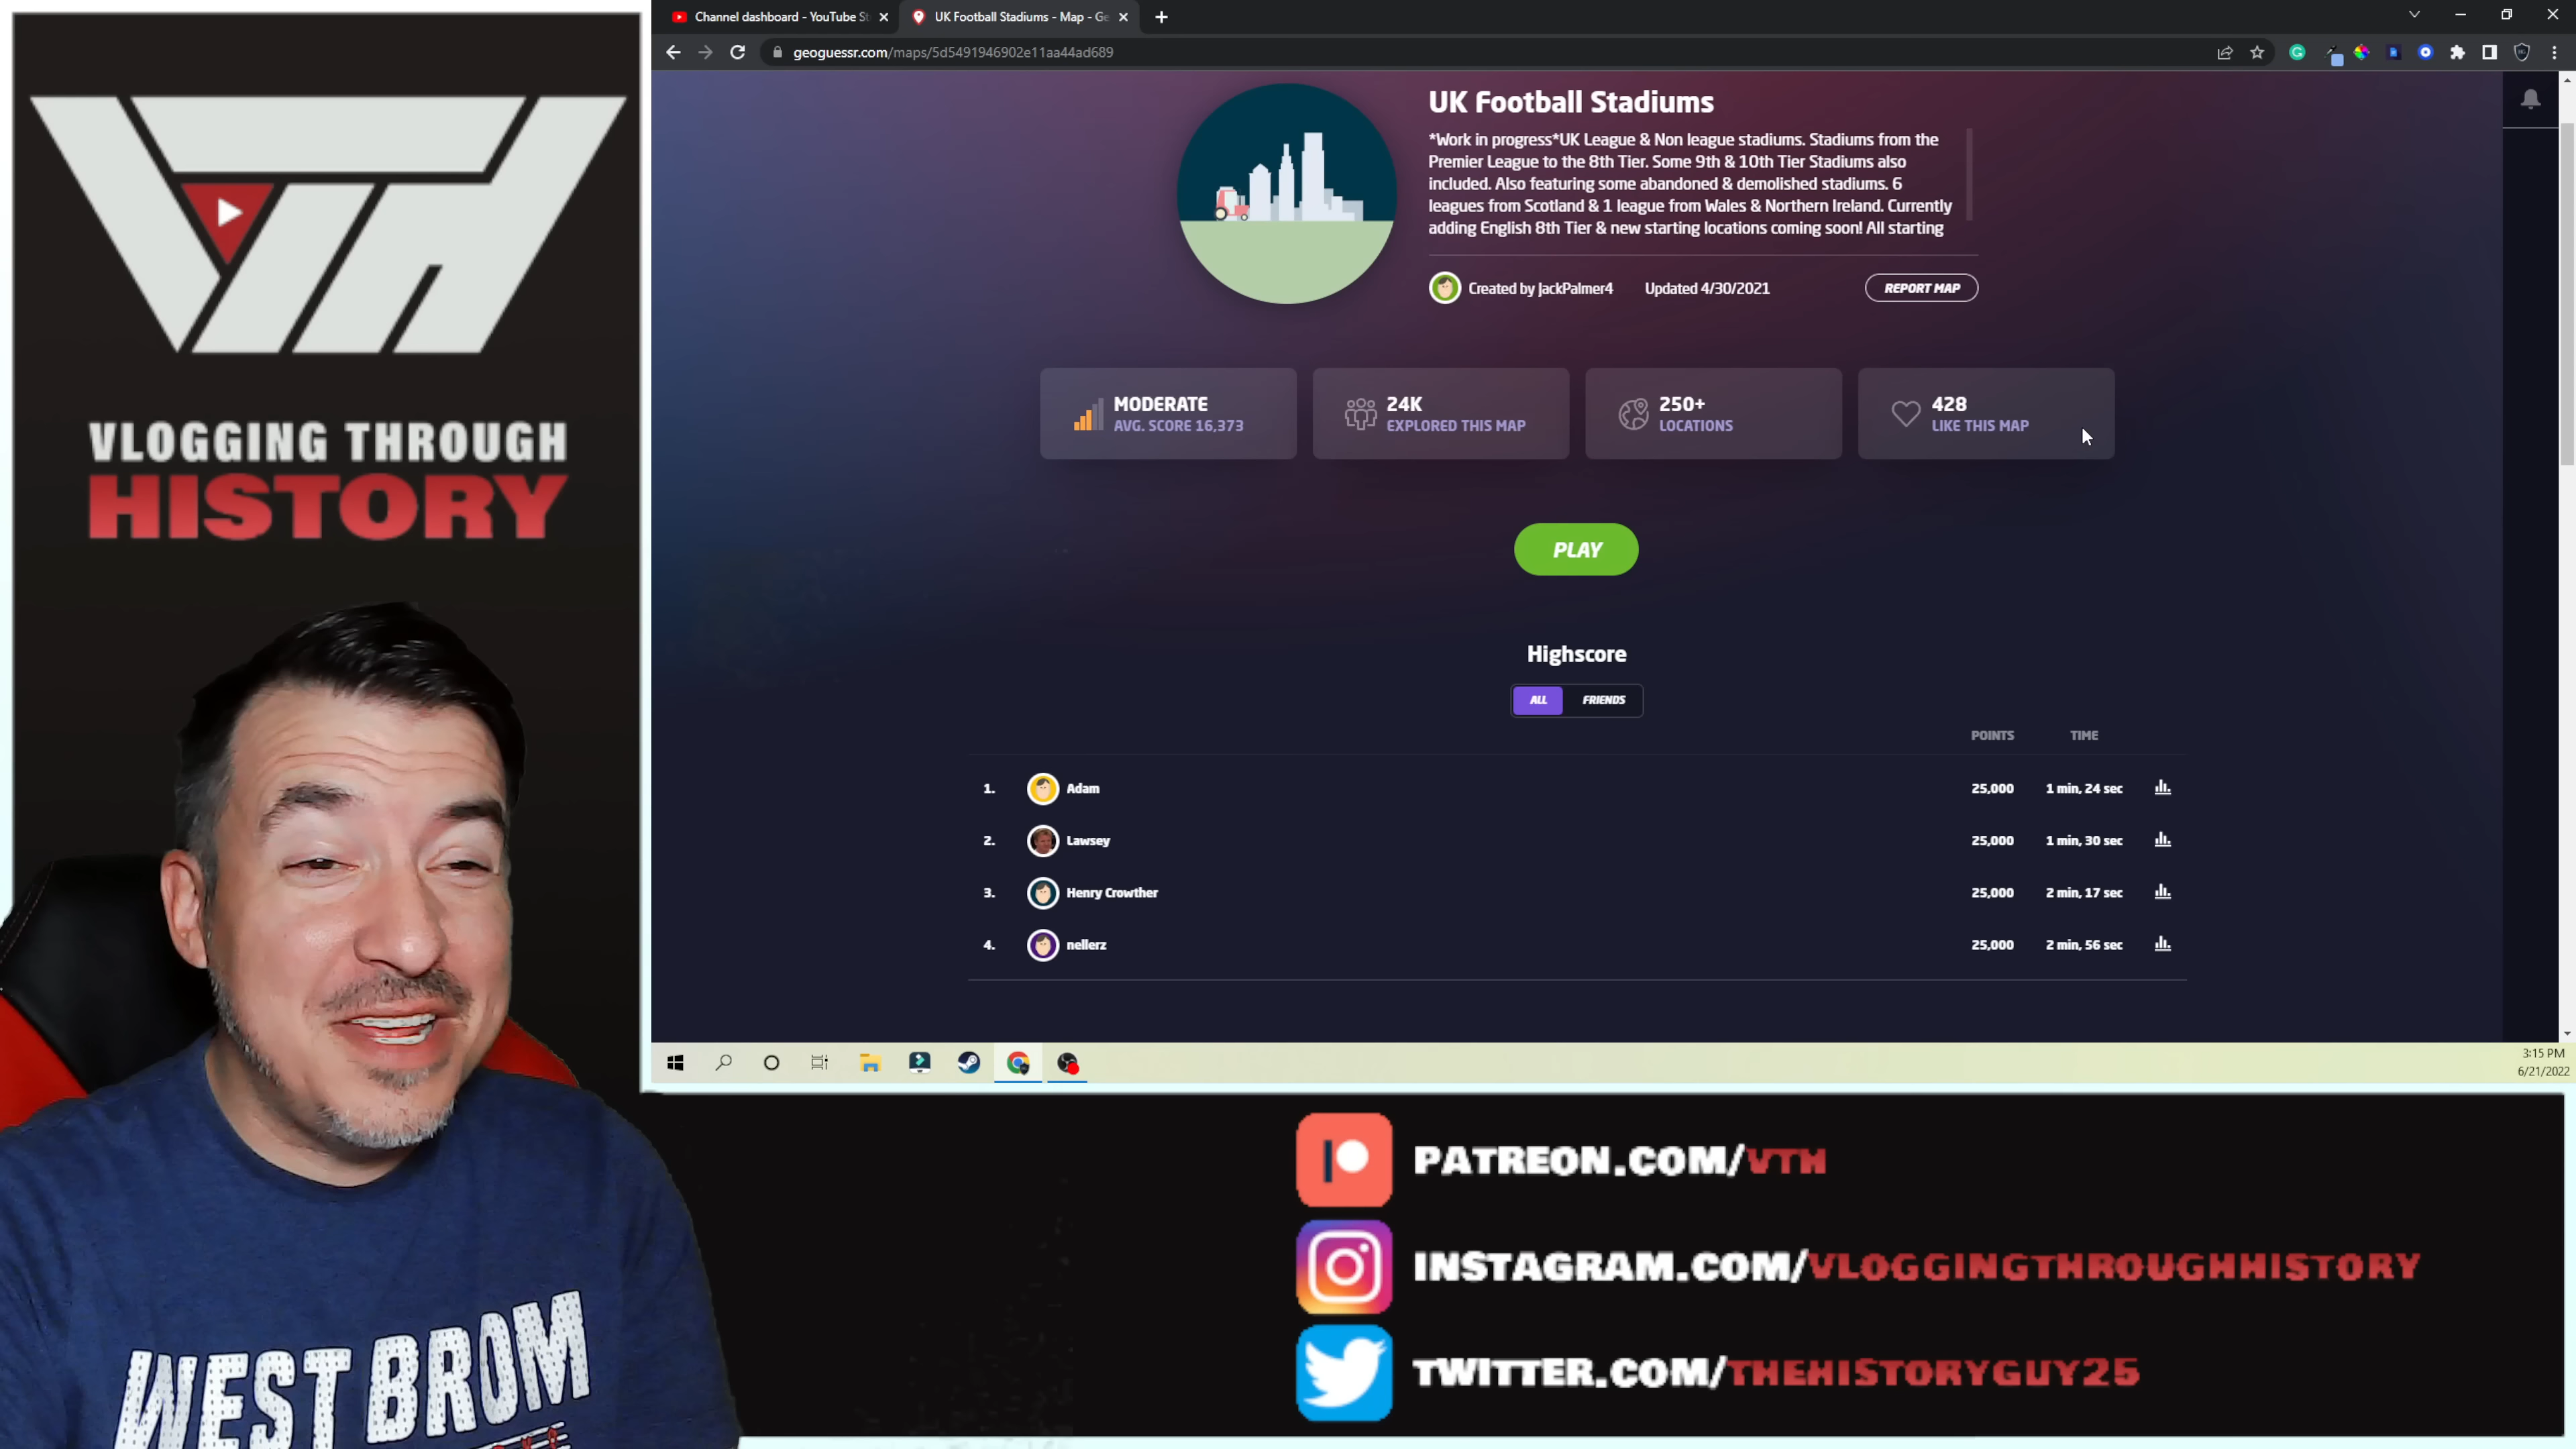 VTH
VLOGGING THROUGH
HISTORY
WEST BROM
Channel dashboard - YouTube St
UK Football Stadiums - Map - Ge
geoguessr.com/maps/5d5491946902e11aa44ad689
UK Football Stadiums
*Work in progress*UK League & Non league stadiums. Stadiums from the
Premier League to the 8th Tier. Some 9th & 10th Tier Stadiums also
included. Also featuring some abandoned & demolished stadiums. 6
leagues from Scotland & 1 league from Wales & Northern Ireland. Currently
adding English 8th Tier & new starting locations coming soon! All starting
Created by JackPalmer4 Updated 4/30/2021 REPORT MAP
MODERATE
AVG. SCORE 16,373
24K
EXPLORED THIS MAP
250+
LOCATIONS
428
LIKE THIS MAP
PLAY
Highscore
ALL FRIENDS
POINTS TIME
1. Adam 25,000 1 min, 24 sec
2. Lawsey 25,000 1 min, 30 sec
3. Henry Crowther 25,000 2 min, 17 sec
4. nellerz 25,000 2 min, 56 sec
3:15 PM
6/21/2022
PATREON.COM/VTH
INSTAGRAM.COM/VLOGGINGTHROUGHHISTORY
TWITTER.COM/THEHISTORYGUY25